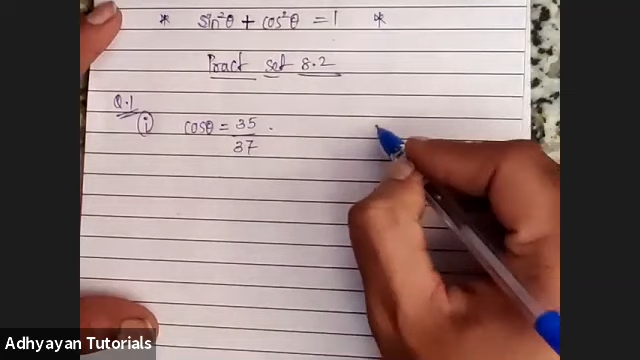 * sin²θ + cos²θ = 1 *
Pract set 8.2
Q.1
(i) cosθ = 35/37 .
Adhyayan Tutorials